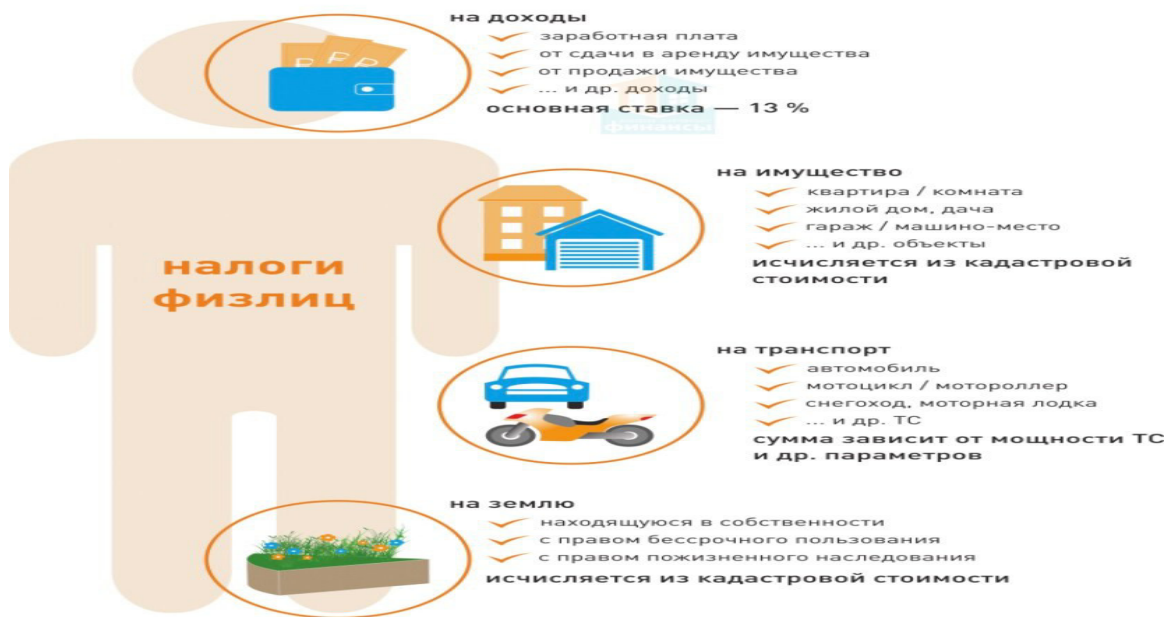 на доходы
заработная плата
от сдачи в аренду имущества
от продажи имущества
... и др. доходы
основная ставка — 13 %
финансы
на имущество
квартира / комната
жилой дом, дача
гараж / машино-место
... и др. объекты
исчисляется из кадастровой
стоимости
налоги
физлиц
на транспорт
автомобиль
мотоцикл / мотороллер
снегоход, моторная лодка
... и др. ТС
сумма зависит от мощности ТС
и др. параметров
на землю
находящуюся в собственности
с правом бессрочного пользования
с правом пожизненного наследования
исчисляется из кадастровой стоимости